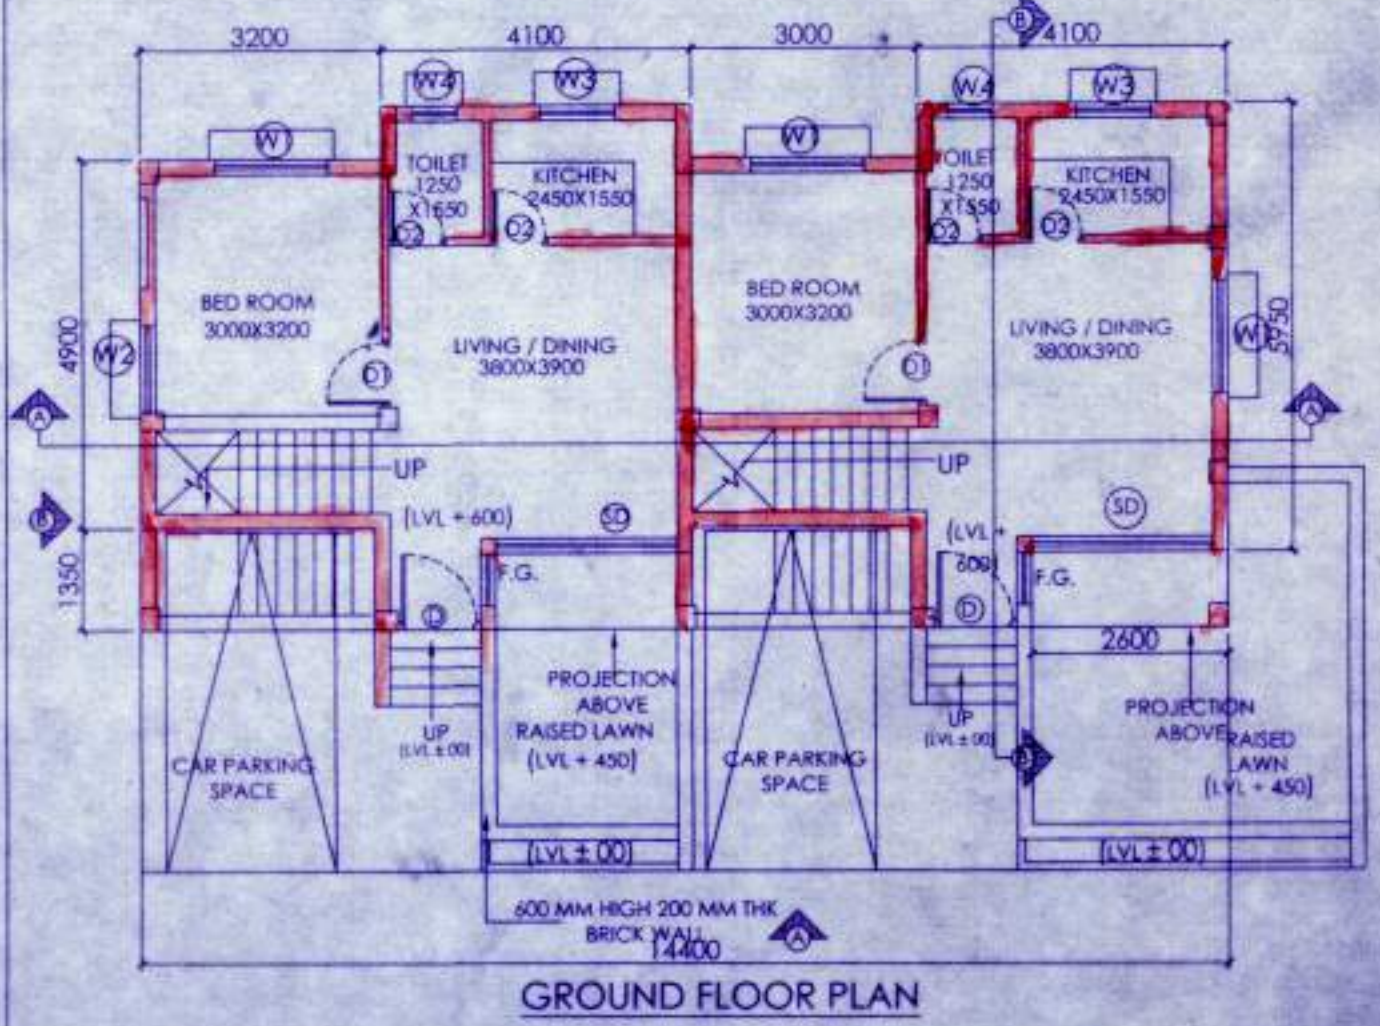 3200
4100
3000
4100
B
W4
W3
W4
W3
W1
W1
TOILET
1250
X1550
KITCHEN
2450X1550
TOILET
1250
X1550
KITCHEN
2450X1550
D2
D2
D2
D2
BED ROOM
3000X3200
LIVING / DINING
3800X3900
BED ROOM
3000X3200
LIVING / DINING
3800X3900
4900
W2
5950
D1
D1
A
A
UP
UP
B
(LVL + 600)
SD
(LVL +
600)
SD
1350
F.G.
F.G.
D
D
2600
PROJECTION
ABOVE
RAISED LAWN
(LVL + 450)
PROJECTION
ABOVE
RAISED
LAWN
(LVL + 450)
UP
(LVL ± 00)
UP
(LVL ± 00)
CAR PARKING
SPACE
CAR PARKING
SPACE
B
(LVL ± 00)
(LVL ± 00)
600 MM HIGH 200 MM THK
BRICK WALL
A
14400
GROUND FLOOR PLAN